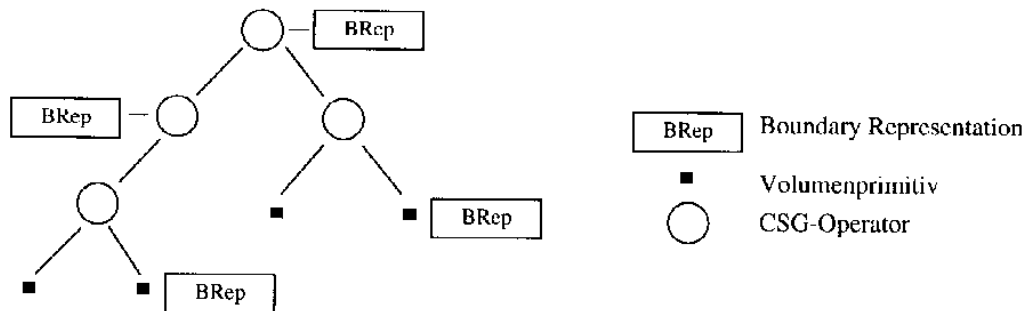 BRep
BRep
BRep
BRep
BRep Boundary Representation
Volumenprimitiv
CSG-Operator